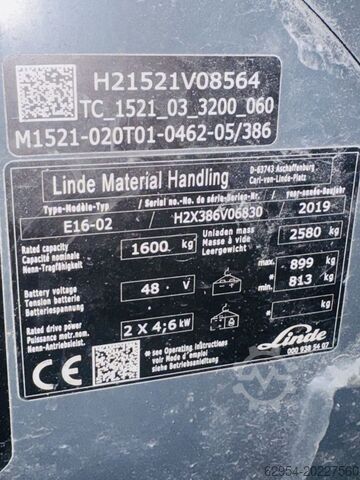 H21521V08564
TC_1521_03_3200_060
M1521-020T01-0462-05/386
Linde Material Handling
D-63743 Aschaffenburg
Carl-von-Linde-Platz
Type-Modèle-Typ / Serial no.-No. de série-Serien-Nr. / year-année-Baujahr
E16-02 / H2X386V06830 / 2019
Rated capacity
Capacité nominale
Nenn-Tragfähigkeit
1600 kg
Unladen mass
Masse à vide
Leergewicht
2580 kg
Battery voltage
Tension batterie
Batteriespannung
48 V
max 899 kg
min 813 kg
Rated drive power
Puissance motr.nom.
Nenn-Antriebsleist.
2 X 4,6 kW
see Operating instructions
voir Mode d'emploi
siehe Betriebsanleitung
CE
Linde
000 938 54 07
62954-20227560